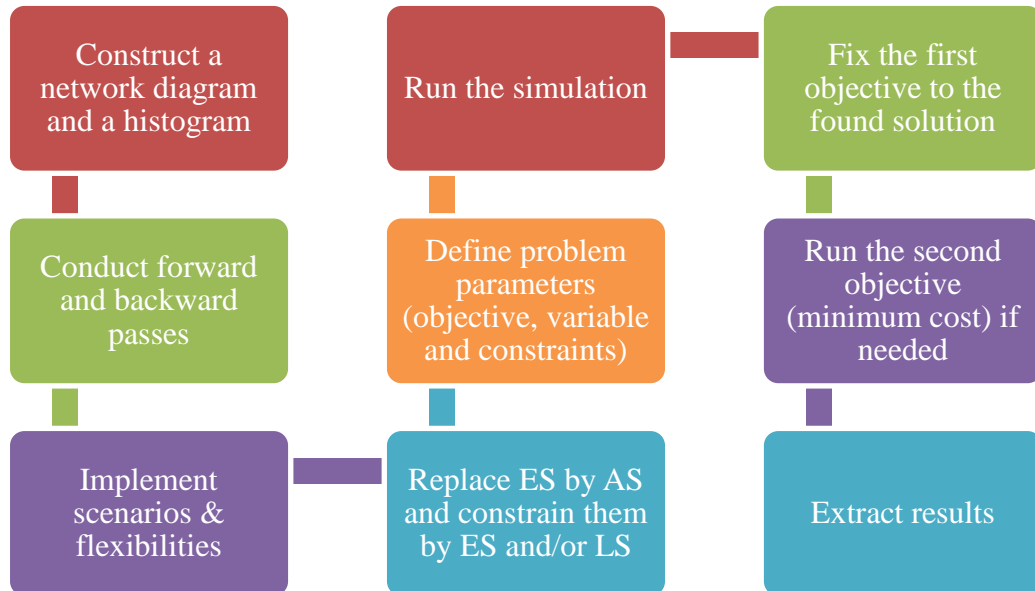 Construct a
network diagram
and a histogram
Conduct forward
and backward
passes
Implement
scenarios &
flexibilities
Replace ES by AS
and constrain them
by ES and/or LS
Define problem
parameters
(objective, variable
and constraints)
Run the simulation
Fix the first
objective to the
found solution
Run the second
objective
(minimum cost) if
needed
Extract results